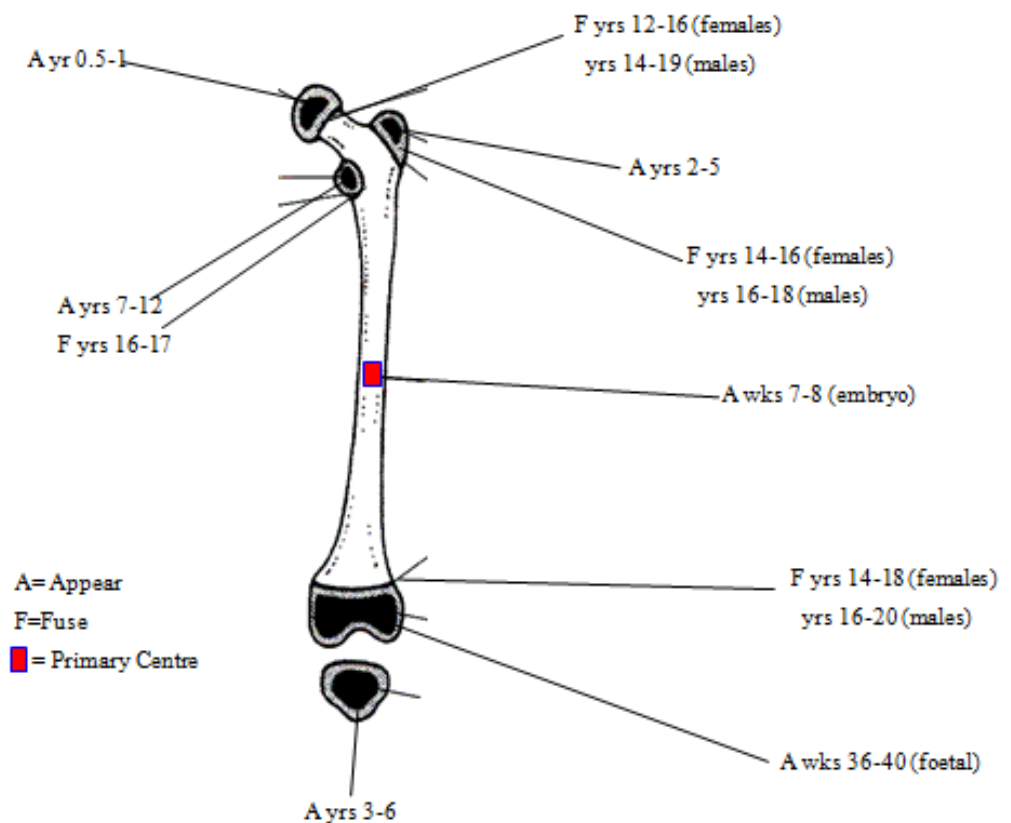 F yrs 12-16 (females)
yrs 14-19 (males)
A yr 0.5-1
A yrs 2-5
F yrs 14-16 (females)
yrs 16-18 (males)
A yrs 7-12
F yrs 16-17
A wks 7-8 (embryo)
F yrs 14-18 (females)
yrs 16-20 (males)
A= Appear
F=Fuse
= Primary Centre
A wks 36-40 (foetal)
A yrs 3-6